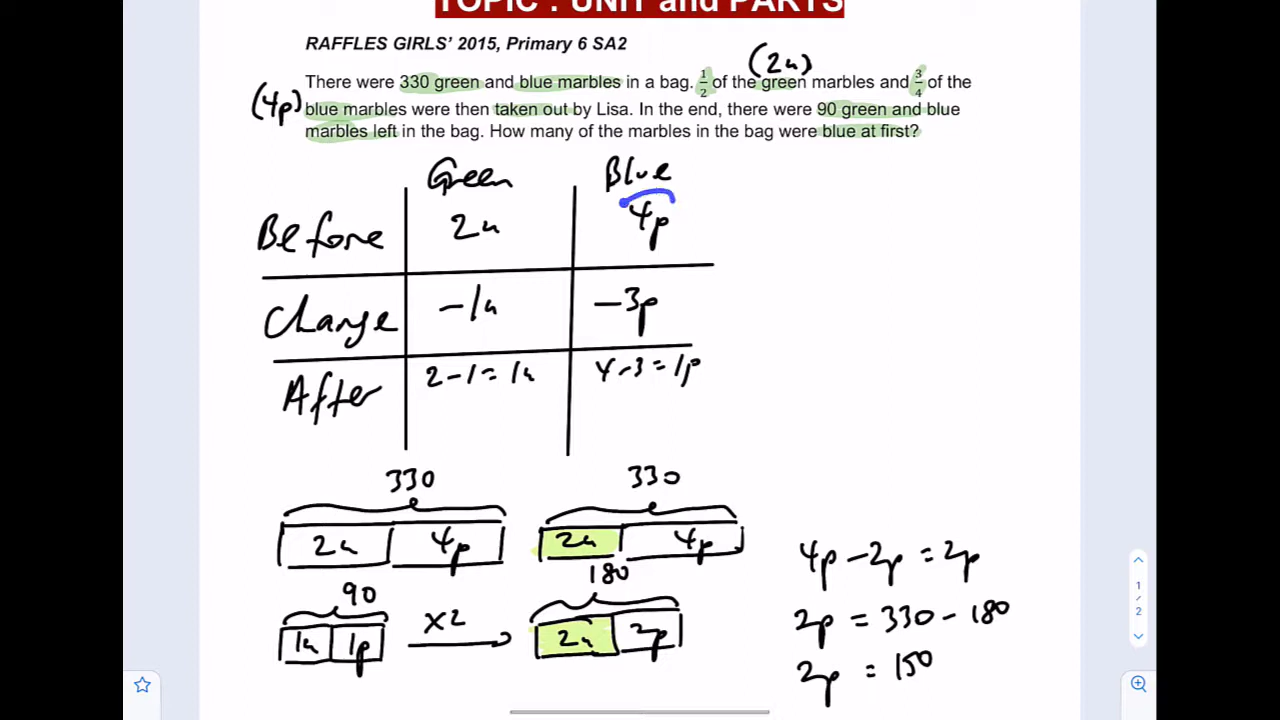 TOPIC : UNIT and PARTS
RAFFLES GIRLS' 2015, Primary 6 SA2
(2u)
There were 330 green and blue marbles in a bag. 1/2 of the green marbles and 3/4 of the
(4p)
blue marbles were then taken out by Lisa. In the end, there were 90 green and blue
marbles left in the bag. How many of the marbles in the bag were blue at first?
Green Blue
Before 2u 4p
Change -1u -3p
After 2-1=1u 4-3=1p
330 330
2u 4p 2u 4p
90 180
1u 1p x2 2u 2p
4p - 2p = 2p
2p = 330 - 180
2p = 150
1
/
2